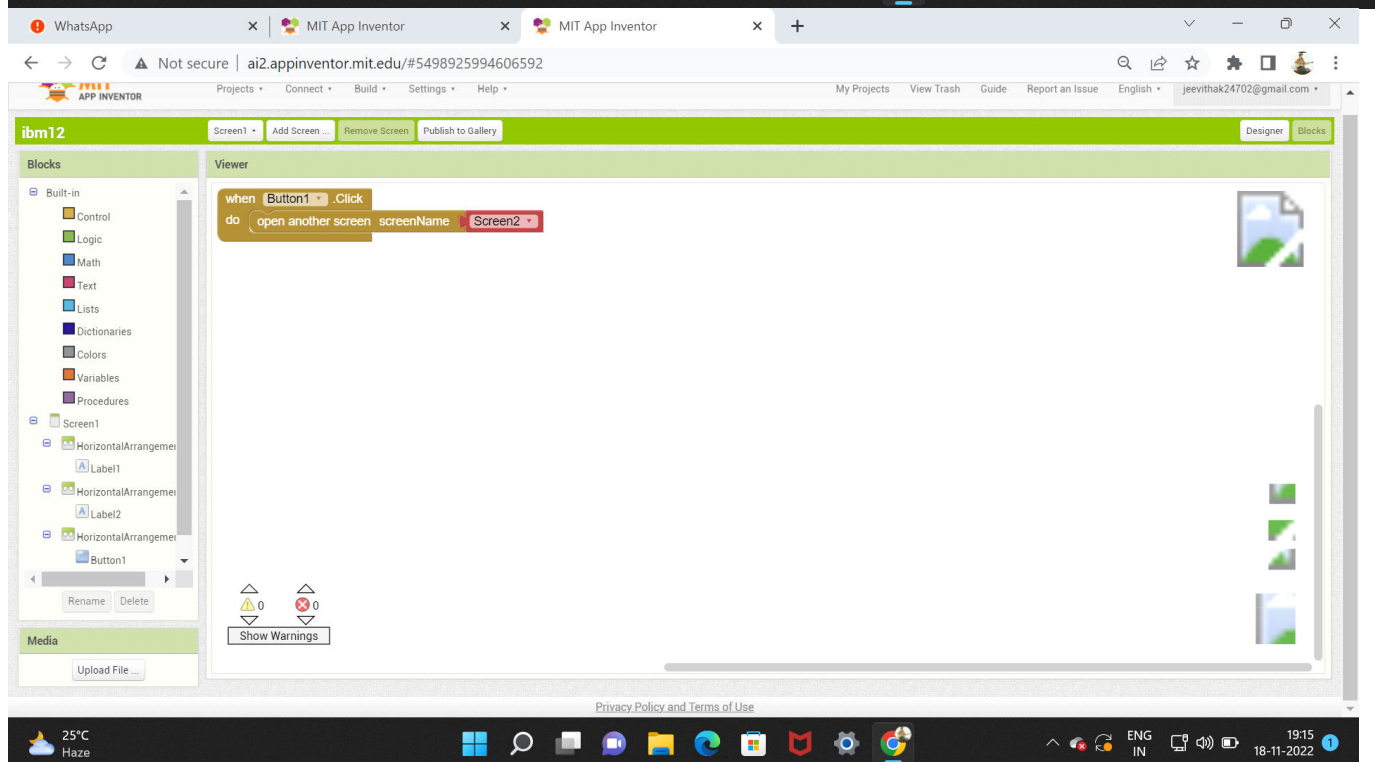 WhatsApp
MIT App Inventor
MIT App Inventor
Not secure
ai2.appinventor.mit.edu/#5498925994606592
MIT
APP INVENTOR
Projects
Connect
Build
Settings
Help
My Projects
View Trash
Guide
Report an Issue
English
jeevithak24702@gmail.com
ibm12
Screen1
Add Screen ...
Remove Screen
Publish to Gallery
Designer
Blocks
Blocks
Viewer
Built-in
Control
Logic
Math
Text
Lists
Dictionaries
Colors
Variables
Procedures
Screen1
HorizontalArrangemen
Label1
HorizontalArrangemen
Label2
HorizontalArrangemen
Button1
Rename
Delete
Media
Upload File ...
when Button1 .Click
do open another screen screenName Screen2
0
0
Show Warnings
Privacy Policy and Terms of Use
25°C
Haze
ENG
IN
19:15
18-11-2022
1